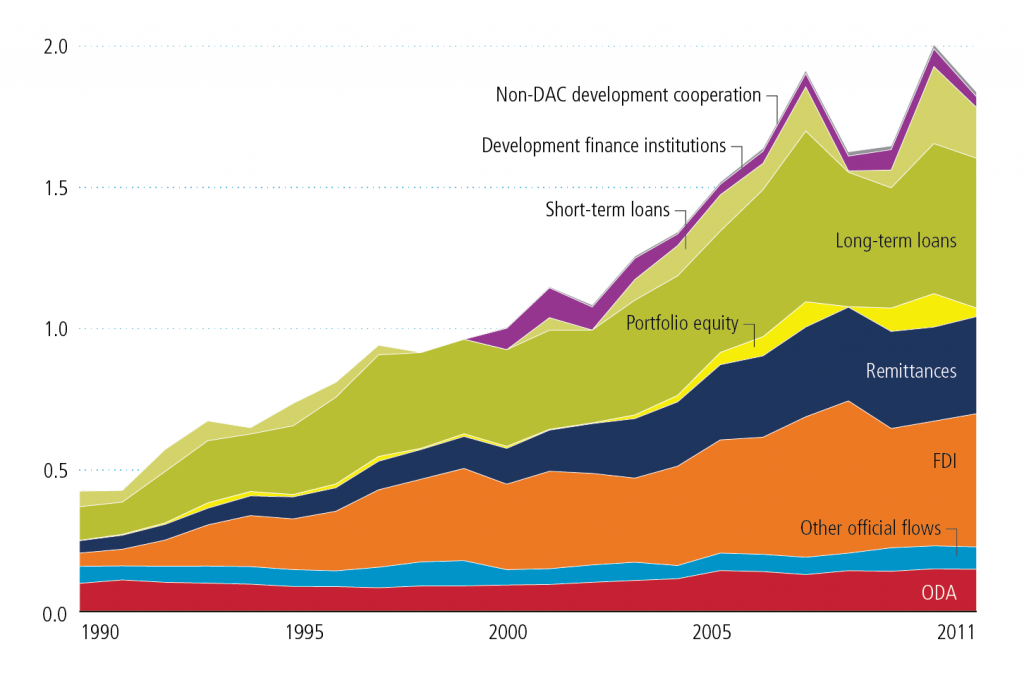 2.0
Non-DAC development cooperation
Development finance institutions
1.5
Short-term loans
Long-term loans
1.0
Portfolio equity
Remittances
0.5
FDI
Other official flows
ODA
0.0
1990 1995 2000 2005 2011